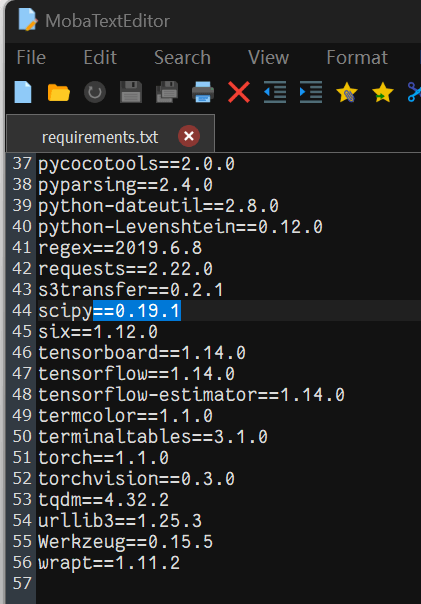 MobaTextEditor
File Edit Search View Format
requirements.txt
37 pycocotools==2.0.0
38 pyparsing==2.4.0
39 python-dateutil==2.8.0
40 python-Levenshtein==0.12.0
41 regex==2019.6.8
42 requests==2.22.0
43 s3transfer==0.2.1
44 scipy==0.19.1
45 six==1.12.0
46 tensorboard==1.14.0
47 tensorflow==1.14.0
48 tensorflow-estimator==1.14.0
49 termcolor==1.1.0
50 terminaltables==3.1.0
51 torch==1.1.0
52 torchvision==0.3.0
53 tqdm==4.32.2
54 urllib3==1.25.3
55 Werkzeug==0.15.5
56 wrapt==1.11.2
57